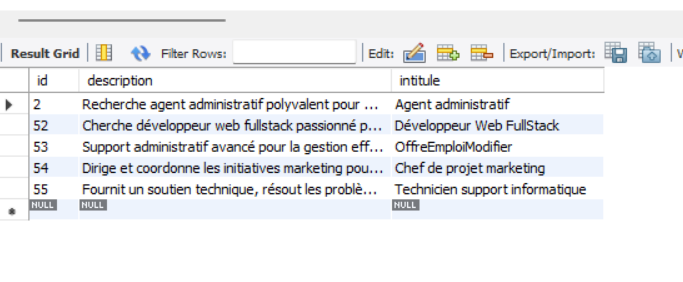 Result Grid Filter Rows: Edit: Export/Import:
id description intitule
2 Recherche agent administratif polyvalent pour ... Agent administratif
52 Cherche développeur web fullstack passionné p... Développeur Web FullStack
53 Support administratif avancé pour la gestion eff... OffreEmploiModifier
54 Dirige et coordonne les initiatives marketing pou... Chef de projet marketing
55 Fournit un soutien technique, résout les problè... Technicien support informatique
NULL NULL NULL